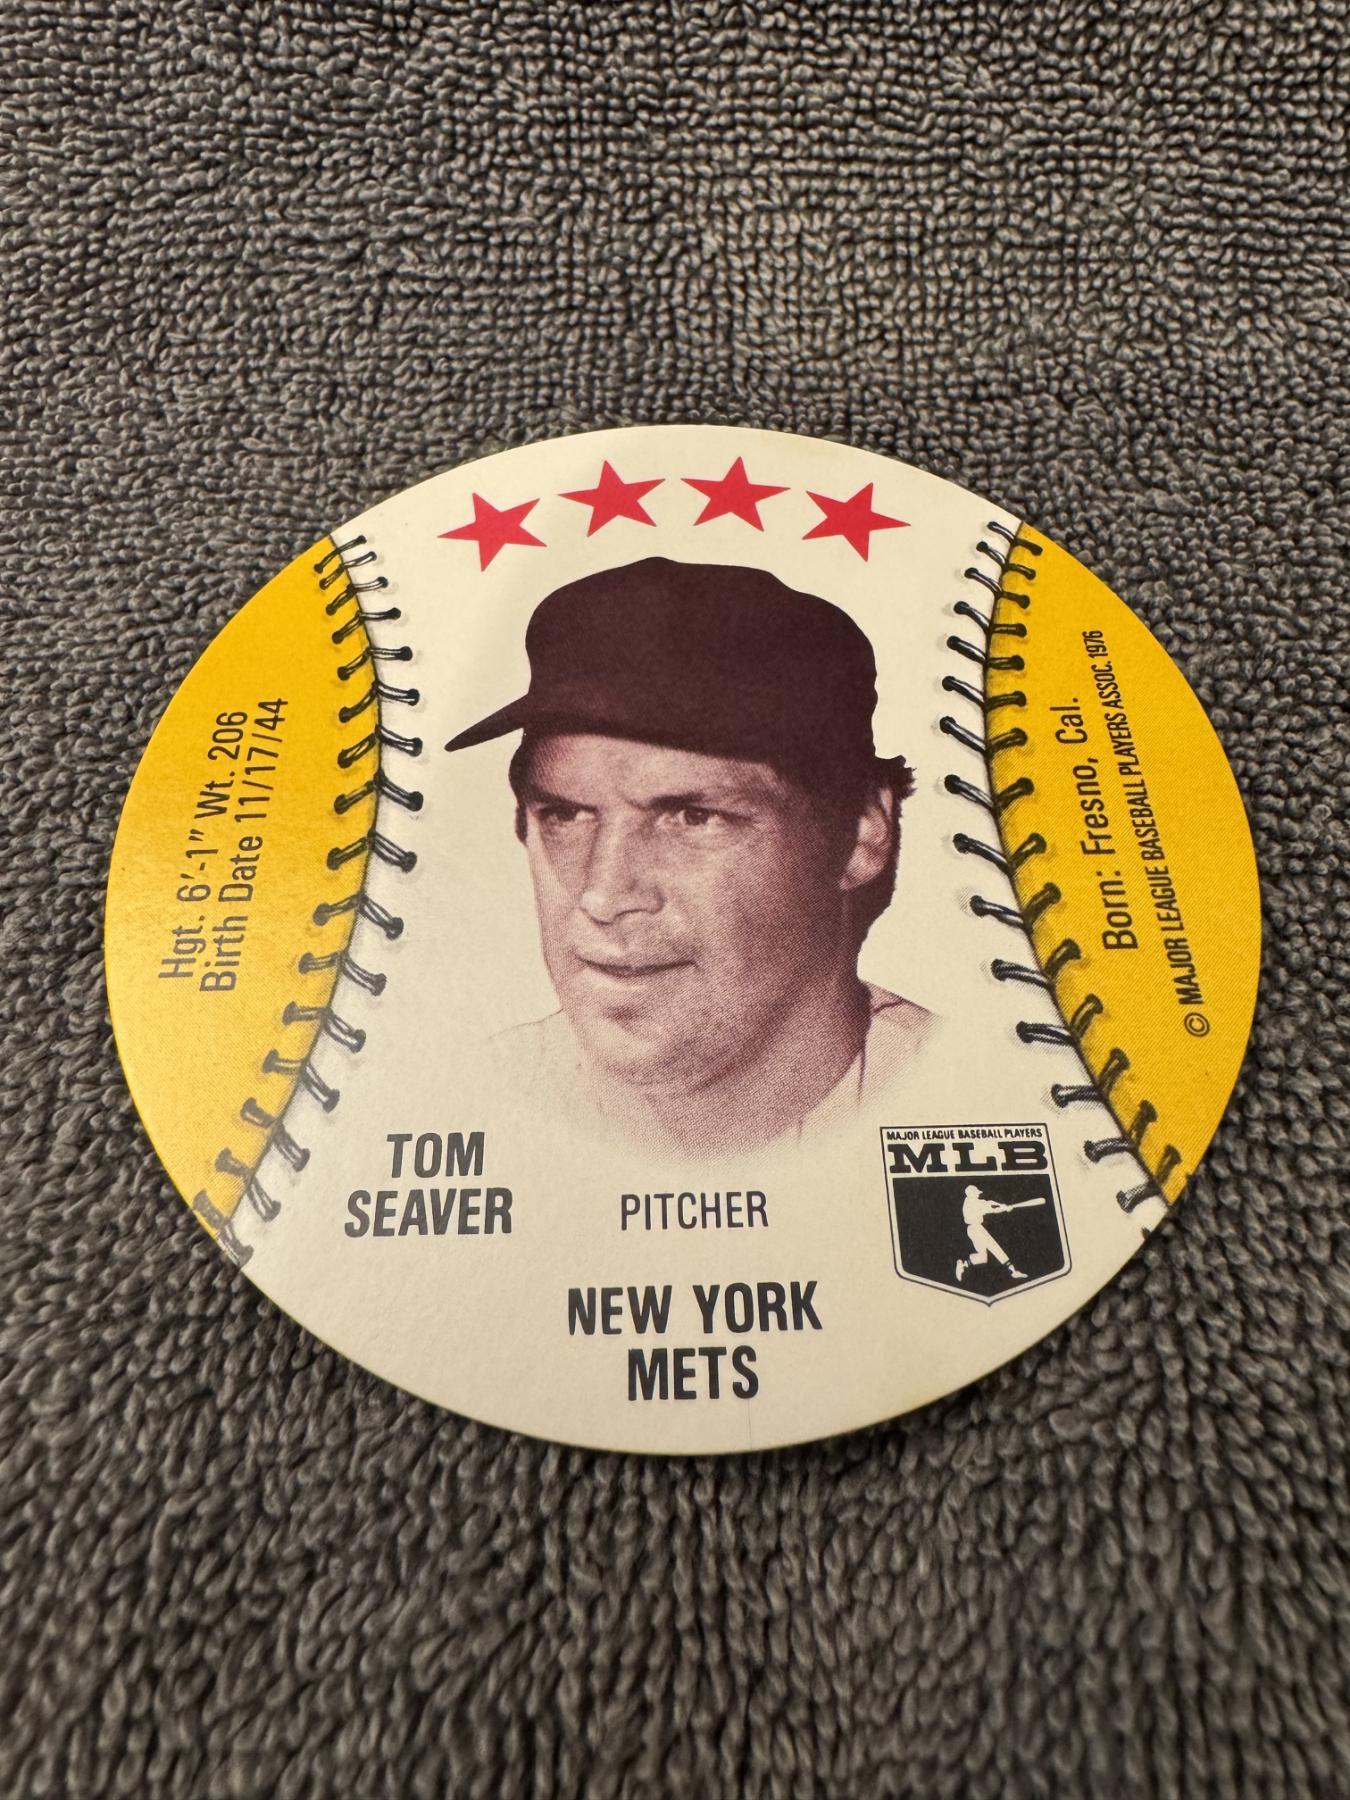 Hgt. 6'-1" Wt. 206
Birth Date 11/17/44
Born: Fresno, Cal.
© MAJOR LEAGUE BASEBALL PLAYERS ASSOC. 1976
TOM
SEAVER
PITCHER
MAJOR LEAGUE BASEBALL PLAYERS
MLB
NEW YORK
METS